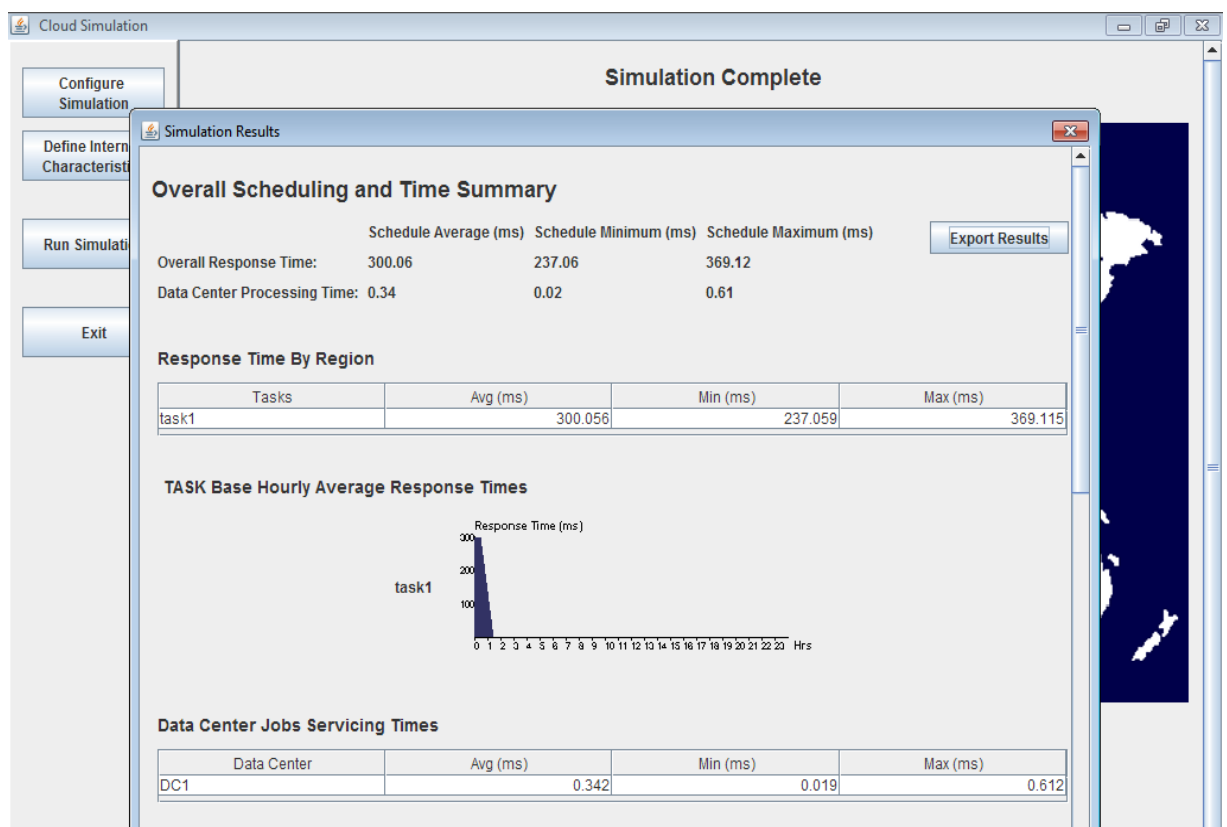 Cloud Simulation
Simulation Complete
Configure
Simulation
Define Intern
Characteristi
Run Simulati
Exit
Simulation Results
Overall Scheduling and Time Summary
Schedule Average (ms) Schedule Minimum (ms) Schedule Maximum (ms)
Export Results
Overall Response Time: 300.06 237.06 369.12
Data Center Processing Time: 0.34 0.02 0.61
Response Time By Region
Tasks Avg (ms) Min (ms) Max (ms)
task1 300.056 237.059 369.115
TASK Base Hourly Average Response Times
Response Time (ms)
300
200
task1
100
0 1 2 3 4 5 6 7 8 9 10 11 12 13 14 15 16 17 18 19 20 21 22 23 Hrs
Data Center Jobs Servicing Times
Data Center Avg (ms) Min (ms) Max (ms)
DC1 0.342 0.019 0.612